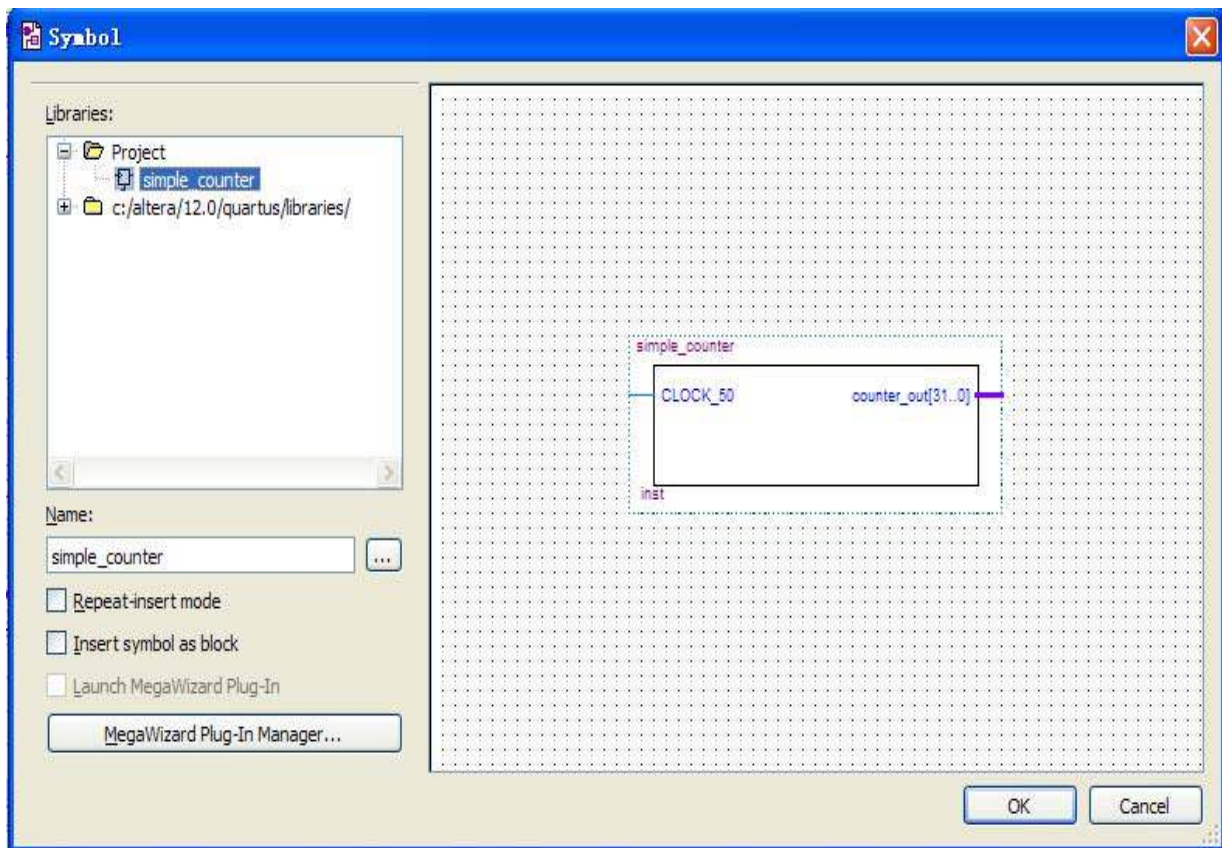 Symbol
Libraries:
Project
simple_counter
c:/altera/12.0/quartus/libraries/
Name:
simple_counter
...
Repeat-insert mode
Insert symbol as block
Launch MegaWizard Plug-In
MegaWizard Plug-In Manager...
simple_counter
CLOCK_50 counter_out[31..0]
inst
OK Cancel